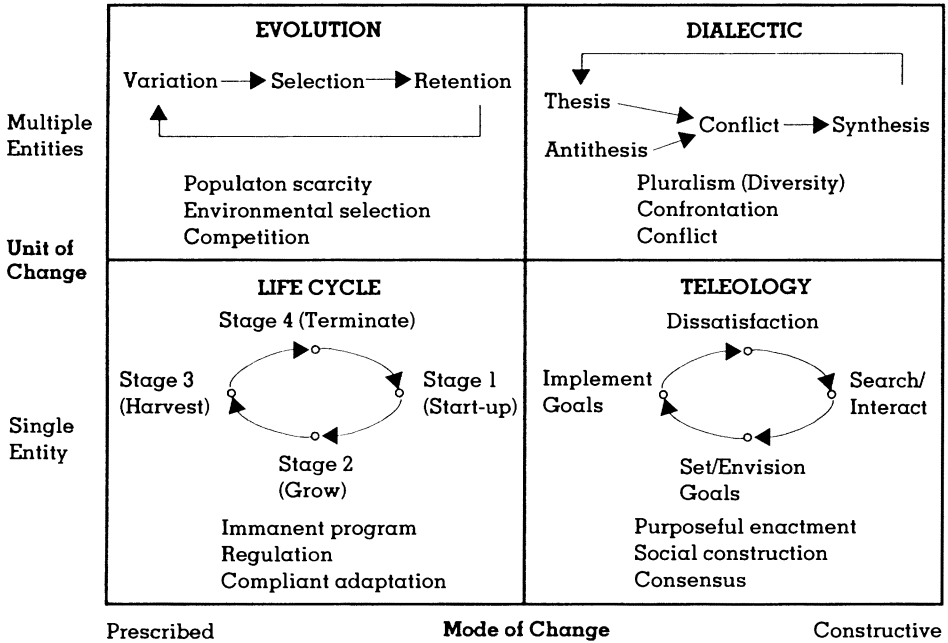 EVOLUTION
Variation Selection Retention
Populaton scarcity
Environmental selection
Competition
DIALECTIC
Thesis
Antithesis
Conflict Synthesis
Pluralism (Diversity)
Confrontation
Conflict
Multiple
Entities
Unit of
Change
Single
Entity
LIFE CYCLE
Stage 4 (Terminate)
Stage 3
(Harvest)
Stage 1
(Start-up)
Stage 2
(Grow)
Immanent program
Regulation
Compliant adaptation
TELEOLOGY
Dissatisfaction
Implement
Goals
Search/
Interact
Set/Envision
Goals
Purposeful enactment
Social construction
Consensus
Prescribed Mode of Change Constructive